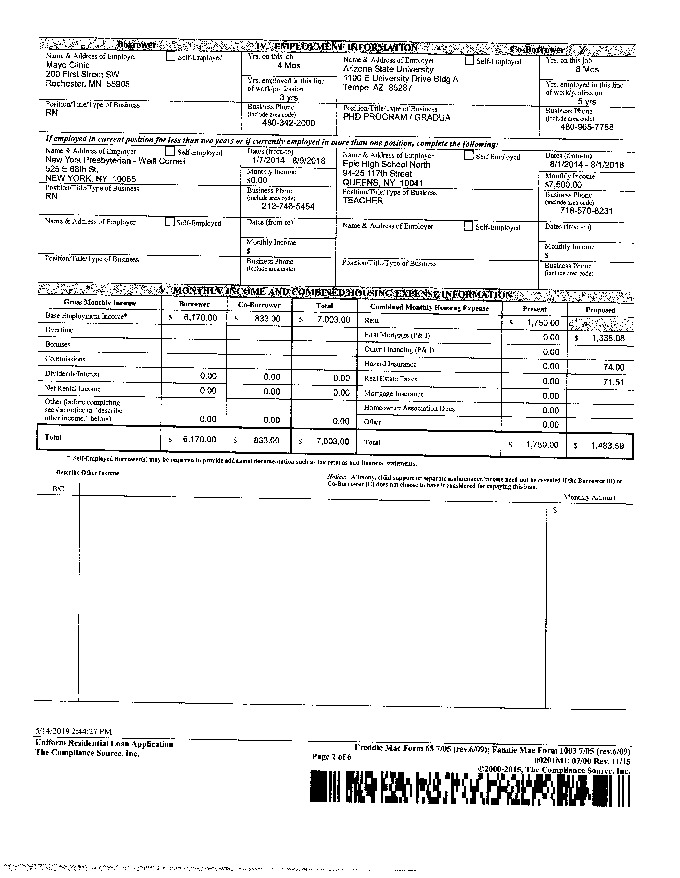 Borrower IV. EMPLOYMENT INFORMATION Co-Borrower
Name & Address of Employer Self-Employed
Mayo Clinic
200 First Street SW
Rochester, MN 55905
Yrs. on this job
4 Mos
Yrs. employed in this line
of work/profession
3 yrs
Position/Title/Type of Business
RN
Business Phone
(include area code)
480-342-2000
Name & Address of Employer Self-Employed
Arizona State University
1100 E University Drive Bldg A
Tempe, AZ 85287
Yrs. on this job
8 Mos
Yrs. employed in this line
of work/profession
5 yrs
Position/Title/Type of Business
PHD PROGRAM / GRADUA
Business Phone
(include area code)
480-965-7758
If employed in current position for less than two years or if currently employed in more than one position, complete the following:
Name & Address of Employer Self-Employed
New York Presbyterian - Weill Cornel
525 E 68th St,
NEW YORK, NY 10065
Dates (from-to)
1/7/2014 8/9/2018
Monthly Income
$0.00
Position/Title/Type of Business
RN
Business Phone
(include area code)
212-746-5454
Name & Address of Employer Self-Employed
Epic High School North
94-25 117th Street
QUEENS, NY 10041
Dates (from-to)
8/1/2014 - 8/1/2018
Monthly Income
$7,500.00
Position/Title/Type of Business
TEACHER
Business Phone
(include area code)
718-570-8231
Name & Address of Employer Self-Employed
Dates (from-to)
Monthly Income
$
Position/Title/Type of Business
Business Phone
(include area code)
Name & Address of Employer Self-Employed
Dates (from-to)
Monthly Income
$
Position/Title/Type of Business
Business Phone
(include area code)
V. MONTHLY INCOME AND COMBINED HOUSING EXPENSE INFORMATION
Gross Monthly Income Borrower Co-Borrower Total Combined Monthly Housing Expense Present Proposed
Base Employment Income* $ 6,170.00 $ 833.00 $ 7,003.00 Rent $ 1,750.00
Overtime First Mortgage (P&I) 0.00 $ 1,338.08
Bonuses Other Financing (P&I) 0.00
Commissions Hazard Insurance 0.00 74.00
Dividends/Interest 0.00 0.00 0.00 Real Estate Taxes 0.00 71.51
Net Rental Income 0.00 0.00 0.00 Mortgage Insurance 0.00
Other (before completing
see the notice in "describe
other income," below) 0.00 0.00 0.00
Homeowner Association Dues 0.00
Other 0.00
Total $ 6,170.00 $ 833.00 $ 7,003.00 Total $ 1,750.00 $ 1,483.59
* Self-Employed Borrower(s) may be required to provide additional documentation such as tax returns and financial statements.
Describe Other Income
Notice: Alimony, child support or separate maintenance income need not be revealed if the Borrower (B) or
Co-Borrower (C) does not choose to have it considered for repaying this loan.
B/C Monthly Amount
$
5/14/2019 2:44:27 PM
Uniform Residential Loan Application
The Compliance Source, Inc.
Freddie Mac Form 65 7/05 (rev.6/09); Fannie Mae Form 1003 7/05 (rev.6/09)
Page 2 of 6
©2000-2015, The Compliance Source, Inc.